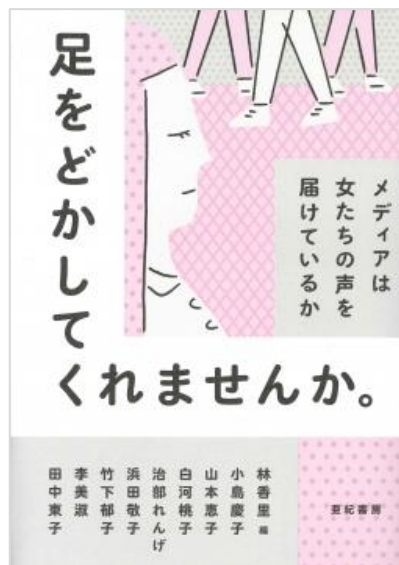 足をどかして
くれませんか。
メディアは
女たちの声を
届けているか
林香里 編
小島慶子
山本恵子
白河桃子
治部れんげ
浜田敬子
竹下郁子
李美淑
田中東子
亜紀書房